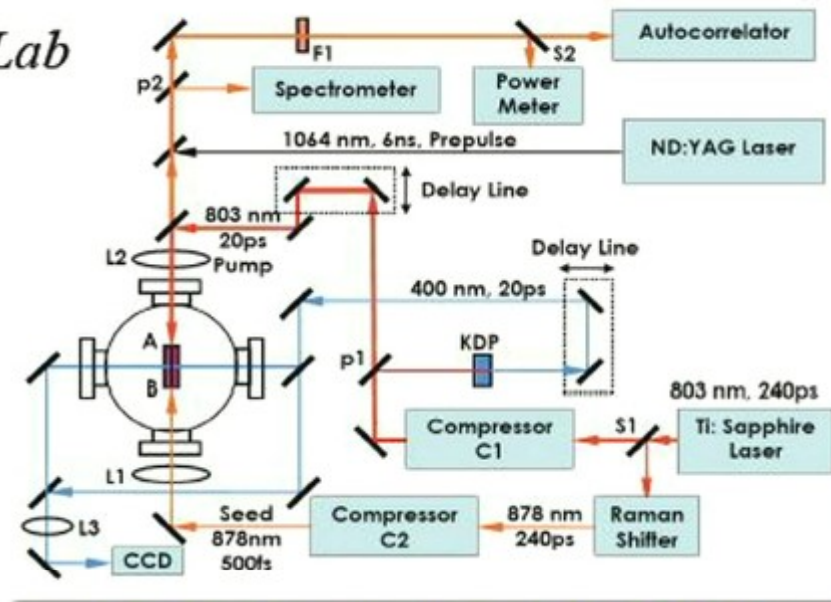 Lab
F1
S2
Autocorrelator
p2
Spectrometer
Power
Meter
1064 nm, 6ns, Prepulse
ND:YAG Laser
Delay Line
803 nm
20ps
Pump
L2
Delay Line
400 nm, 20ps
A
B
KDP
p1
803 nm, 240ps
Compressor
C1
S1
Ti: Sapphire
Laser
L1
Seed
878nm
500fs
Compressor
C2
878 nm
240ps
Raman
Shifter
L3
CCD